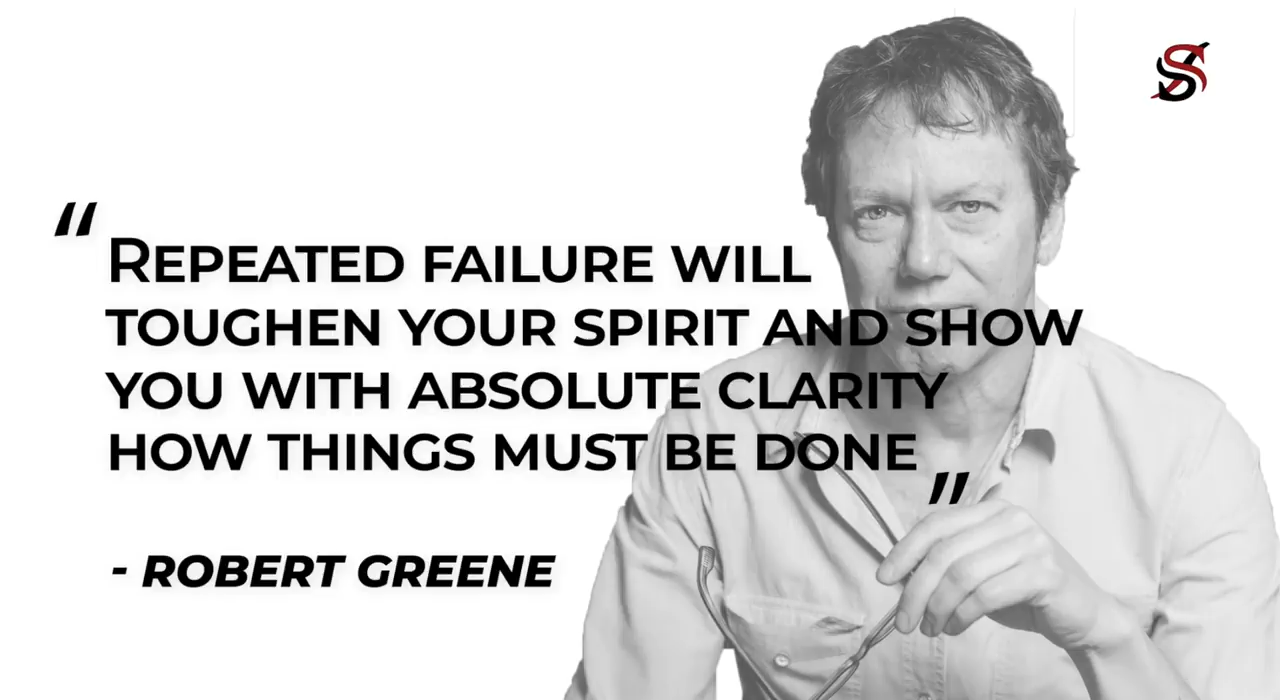 “REPEATED FAILURE WILL
TOUGHEN YOUR SPIRIT AND SHOW
YOU WITH ABSOLUTE CLARITY
HOW THINGS MUST BE DONE”
- ROBERT GREENE